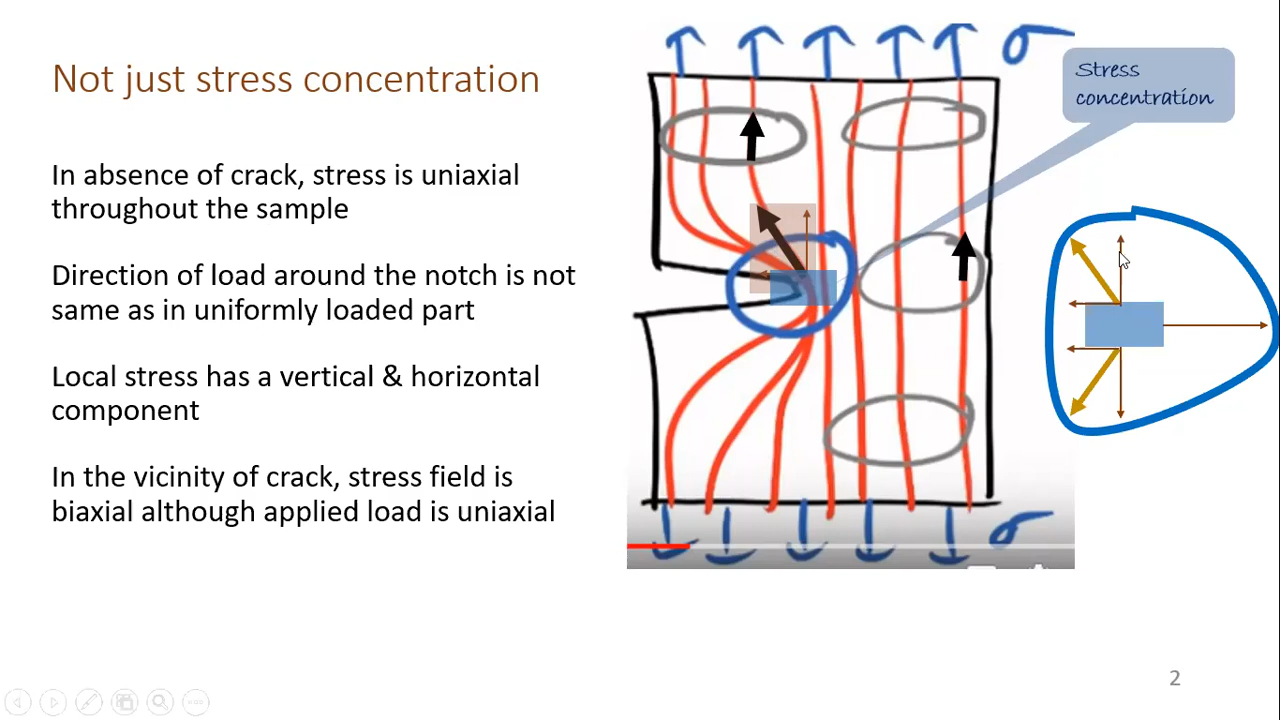 Not just stress concentration
In absence of crack, stress is uniaxial
throughout the sample
Direction of load around the notch is not
same as in uniformly loaded part
Local stress has a vertical & horizontal
component
In the vicinity of crack, stress field is
biaxial although applied load is uniaxial
σ
Stress
concentration
σ
2